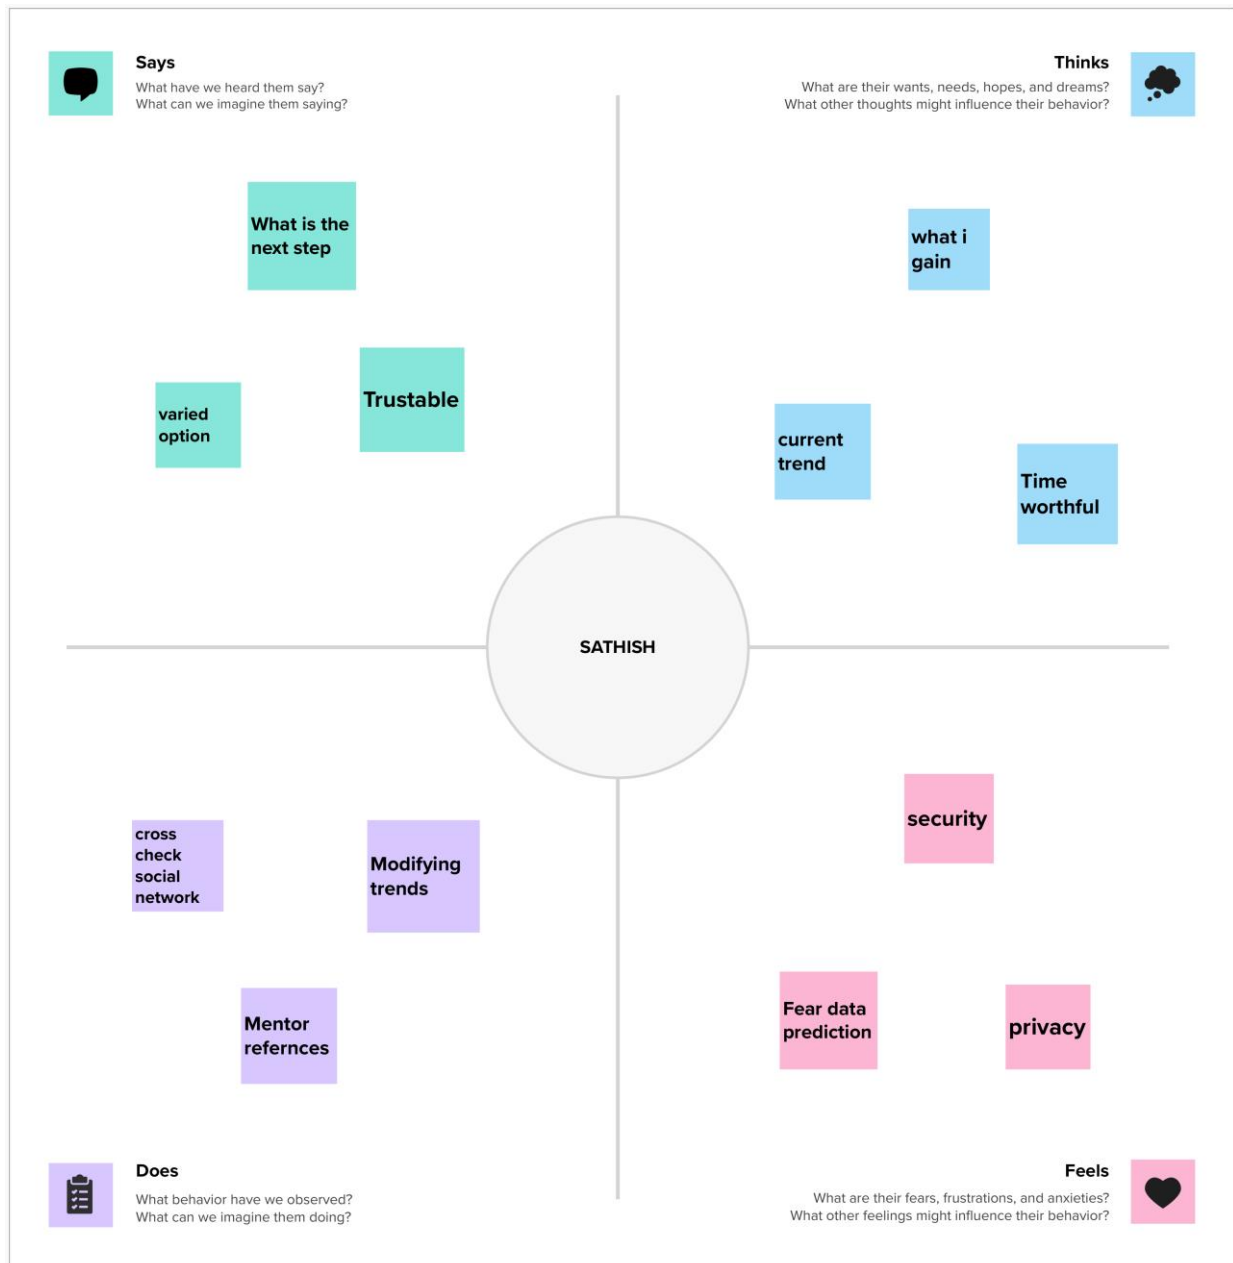 Says
What have we heard them say?
What can we imagine them saying?
Thinks
What are their wants, needs, hopes, and dreams?
What other thoughts might influence their behavior?
What is the
next step
varied
option
Trustable
what i
gain
current
trend
Time
worthful
SATHISH
cross
check
social
network
Modifying
trends
Mentor
refernces
security
Fear data
prediction
privacy
Does
What behavior have we observed?
What can we imagine them doing?
Feels
What are their fears, frustrations, and anxieties?
What other feelings might influence their behavior?